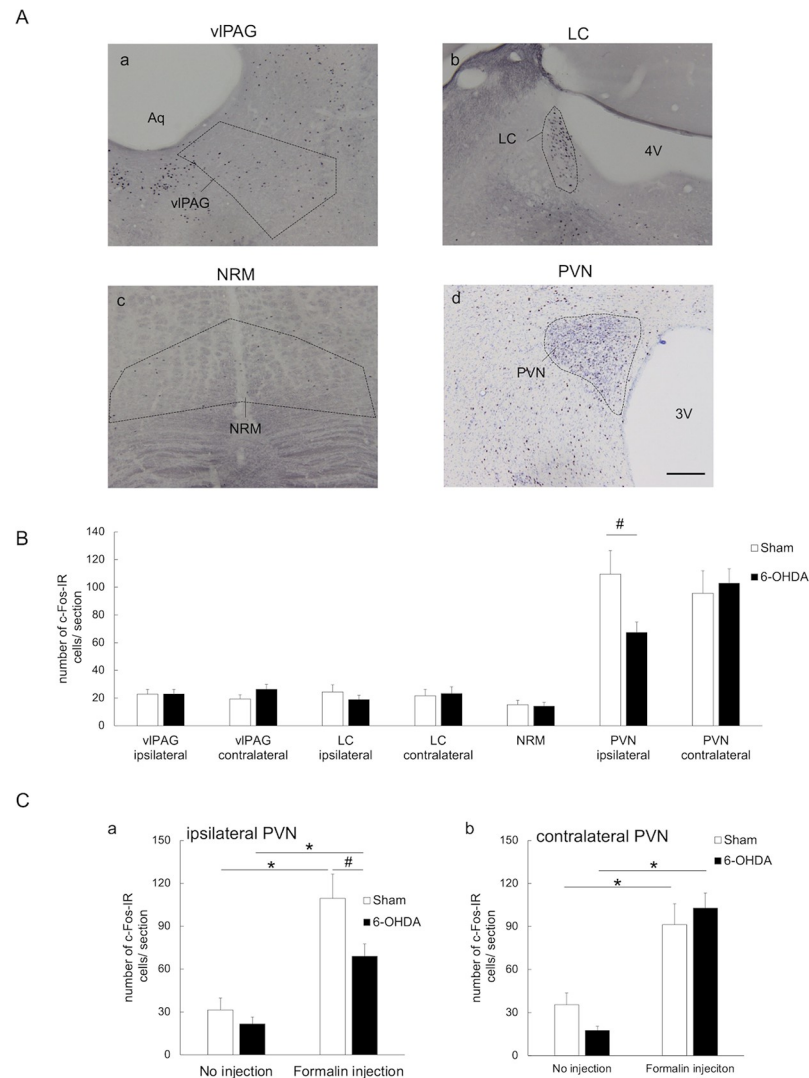 A
vlPAG
LC
a
Aq
vlPAG
b
LC
4V
NRM
PVN
c
NRM
d
PVN
3V
B
140
120
100
80
60
40
20
0
number of c-Fos-IR
cells/ section
#
Sham
6-OHDA
vlPAG
ipsilateral
vlPAG
contralateral
LC
ipsilateral
LC
contralateral
NRM
PVN
ipsilateral
PVN
contralateral
C
a
ipsilateral PVN
150
120
90
60
30
0
number of c-Fos-IR
cells/ section
*
*
#
Sham
6-OHDA
No injection
Formalin injection
b
contralateral PVN
150
120
90
60
30
0
number of c-Fos-IR
cells/ section
*
*
Sham
6-OHDA
No injection
Formalin injeciton